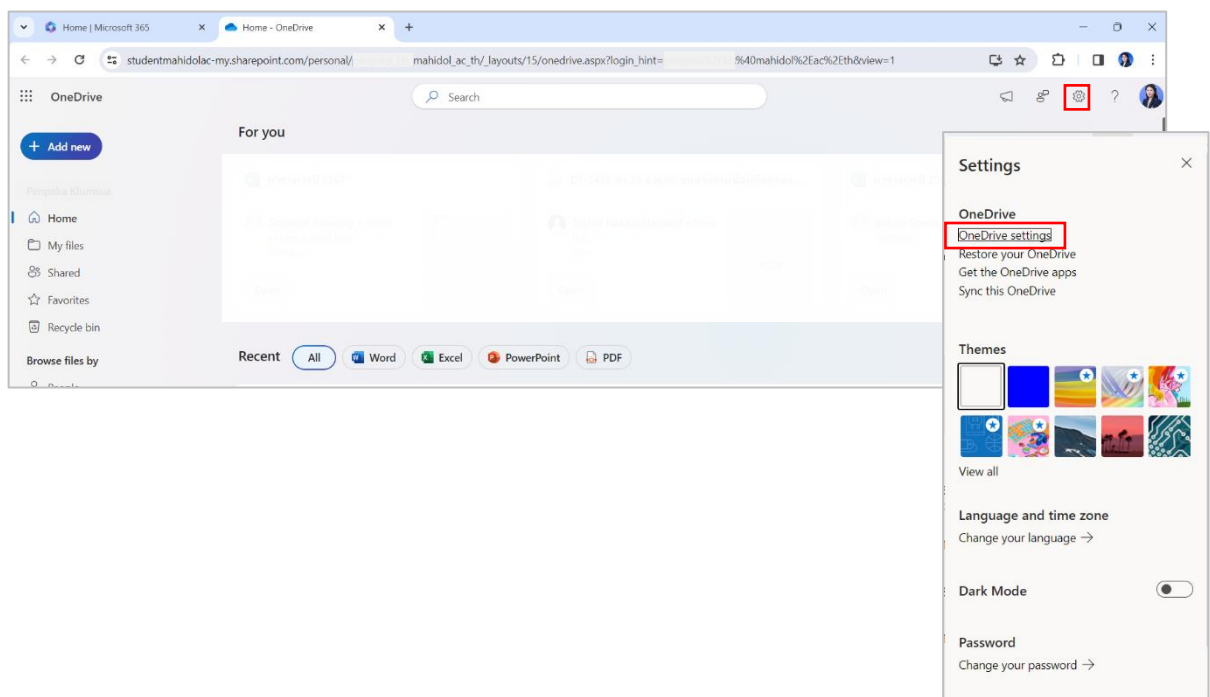 Home | Microsoft 365
Home - OneDrive
studentmahidolac-my.sharepoint.com/personal/ mahidol_ac_th/_layouts/15/onedrive.aspx?login_hint= %40mahidol%2Eac%2Eth&view=1
OneDrive
Search
For you
+ Add new
Home
My files
Shared
Favorites
Recycle bin
Browse files by
People
Recent
All
Word
Excel
PowerPoint
PDF
Settings
OneDrive
OneDrive settings
Restore your OneDrive
Get the OneDrive apps
Sync this OneDrive
Themes
View all
Language and time zone
Change your language →
Dark Mode
Password
Change your password →